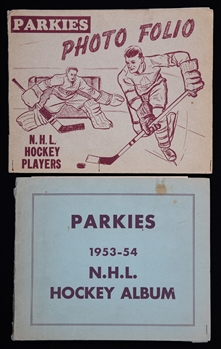 PARKIES
PHOTO FOLIO
N.H.L.
HOCKEY
PLAYERS
PARKIES
1953-54
N.H.L.
HOCKEY ALBUM